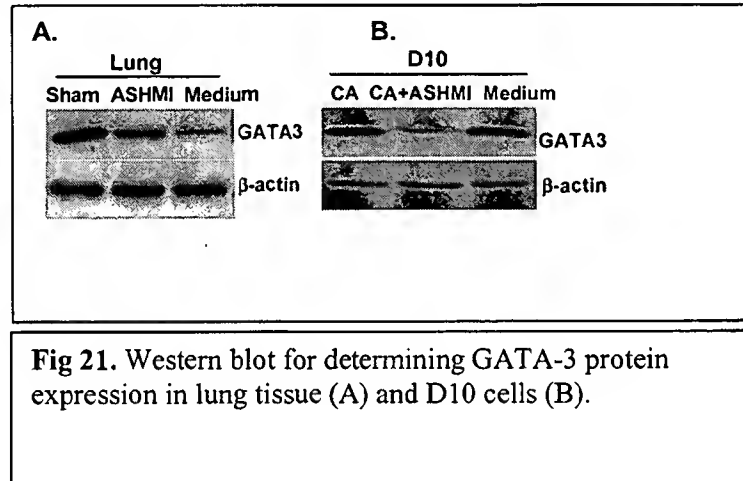 A.
Lung
Sham ASHMI Medium
GATA3
β-actin
B.
D10
CA CA+ASHMI Medium
GATA3
β-actin
Fig 21. Western blot for determining GATA-3 protein
expression in lung tissue (A) and D10 cells (B).